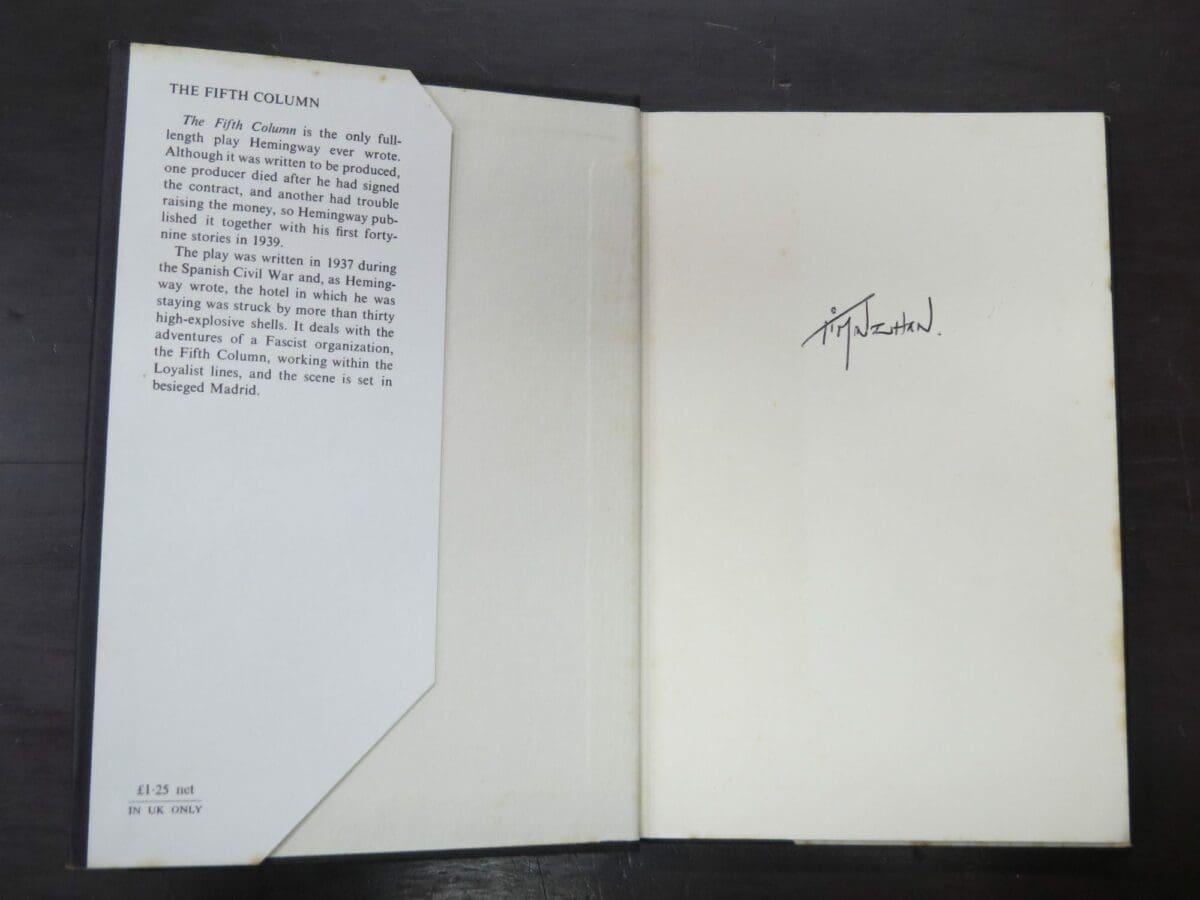 THE FIFTH COLUMN
The Fifth Column is the only full-
length play Hemingway ever wrote.
Although it was written to be produced,
one producer died after he had signed
the contract, and another had trouble
raising the money, so Hemingway pub-
lished it together with his first forty-
nine stories in 1939.
The play was written in 1937 during
the Spanish Civil War and, as Heming-
way wrote, the hotel in which he was
staying was struck by more than thirty
high-explosive shells. It deals with the
adventures of a Fascist organization,
the Fifth Column, working within the
Loyalist lines, and the scene is set in
besieged Madrid.
£1·25 net
IN UK ONLY